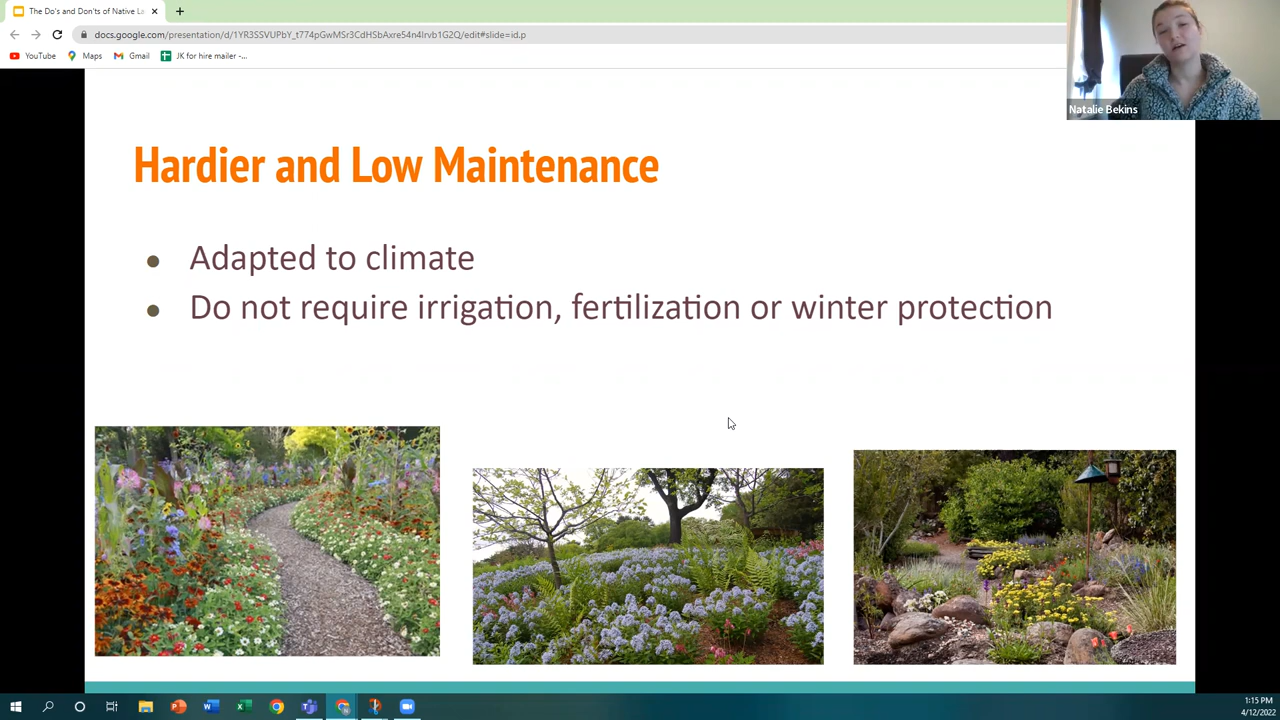 The Do's and Don'ts of Native La
docs.google.com/presentation/d/1YR3SSVUPbY_t774pGwMSr3CdHSbAxre54n4lrvb1G2Q/edit#slide=id.p
YouTube
Maps
Gmail
JK for hire mailer -...
Natalie Bekins
Hardier and Low Maintenance
● Adapted to climate
● Do not require irrigation, fertilization or winter protection
1:15 PM
4/12/2022